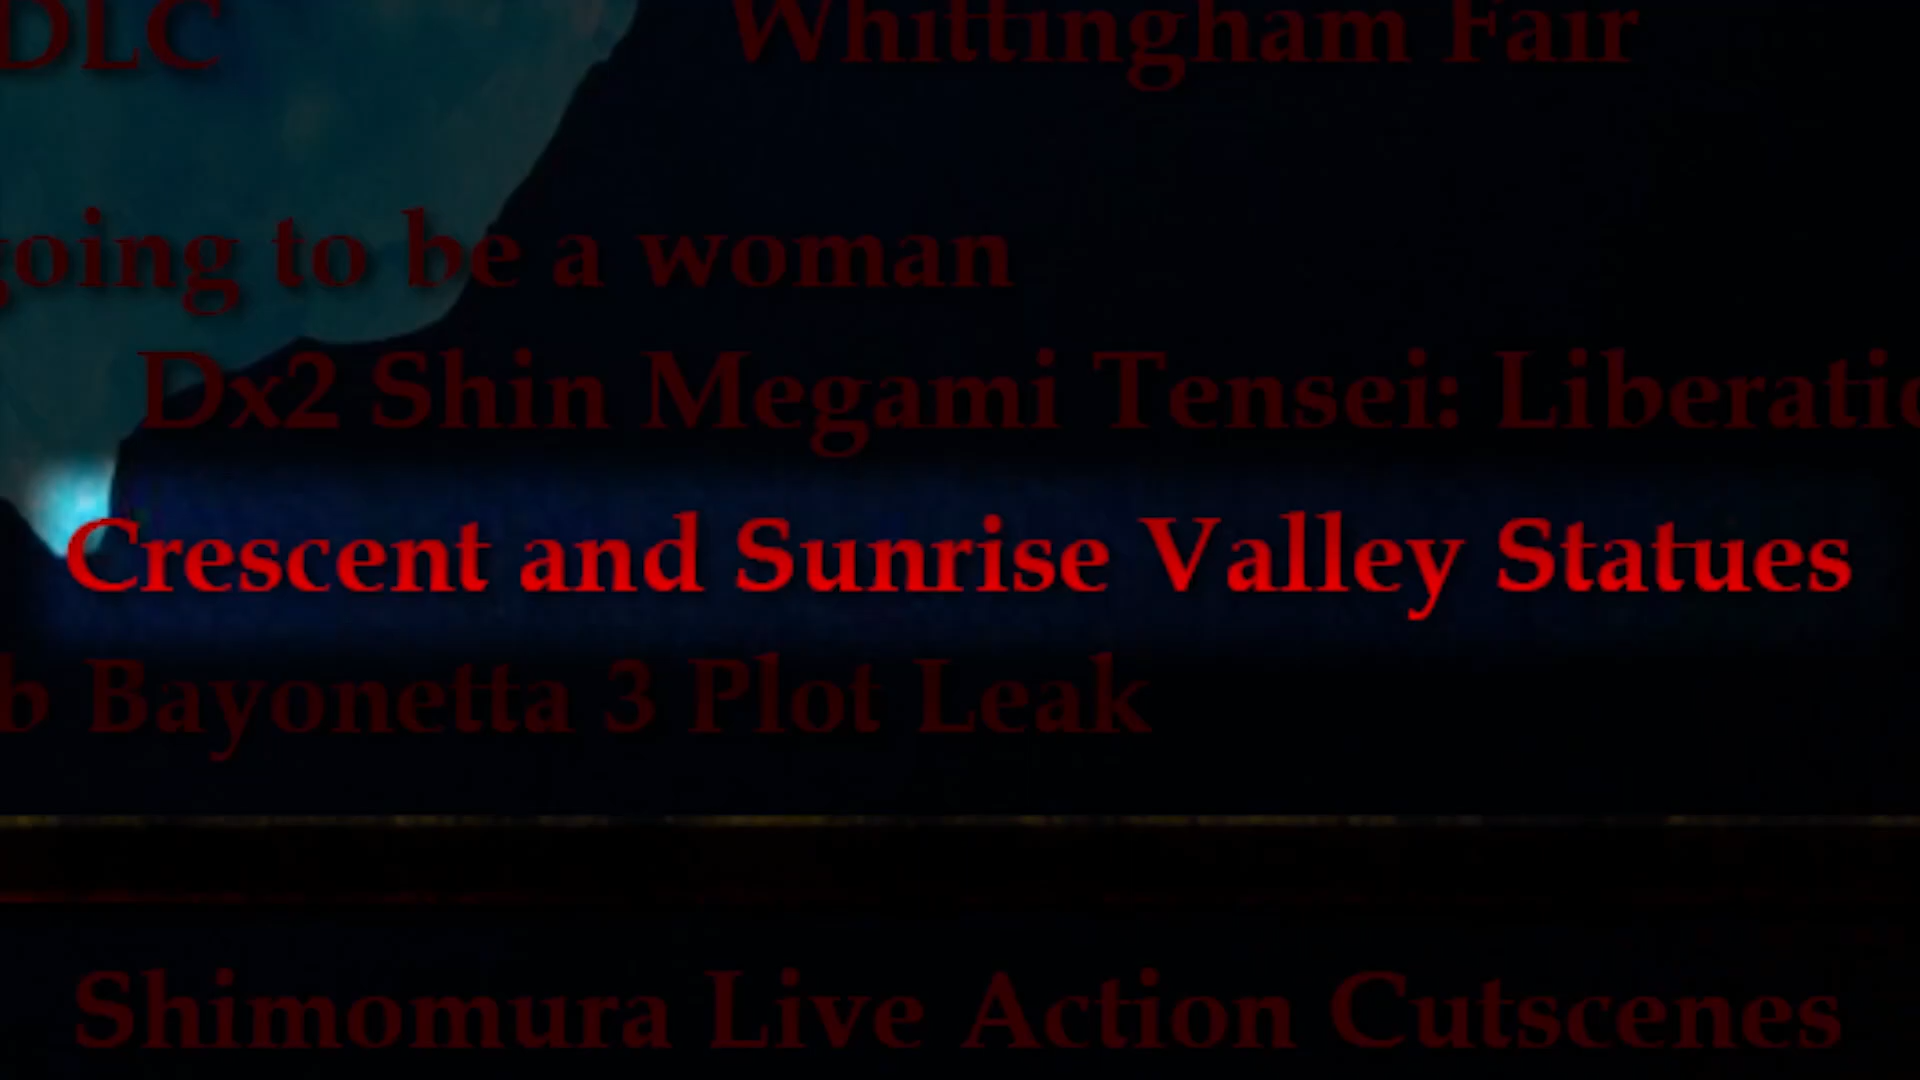 DLC
Whittingham Fair
going to be a woman
Dx2 Shin Megami Tensei: Liberatio
Crescent and Sunrise Valley Statues
b Bayonetta 3 Plot Leak
Shimomura Live Action Cutscenes